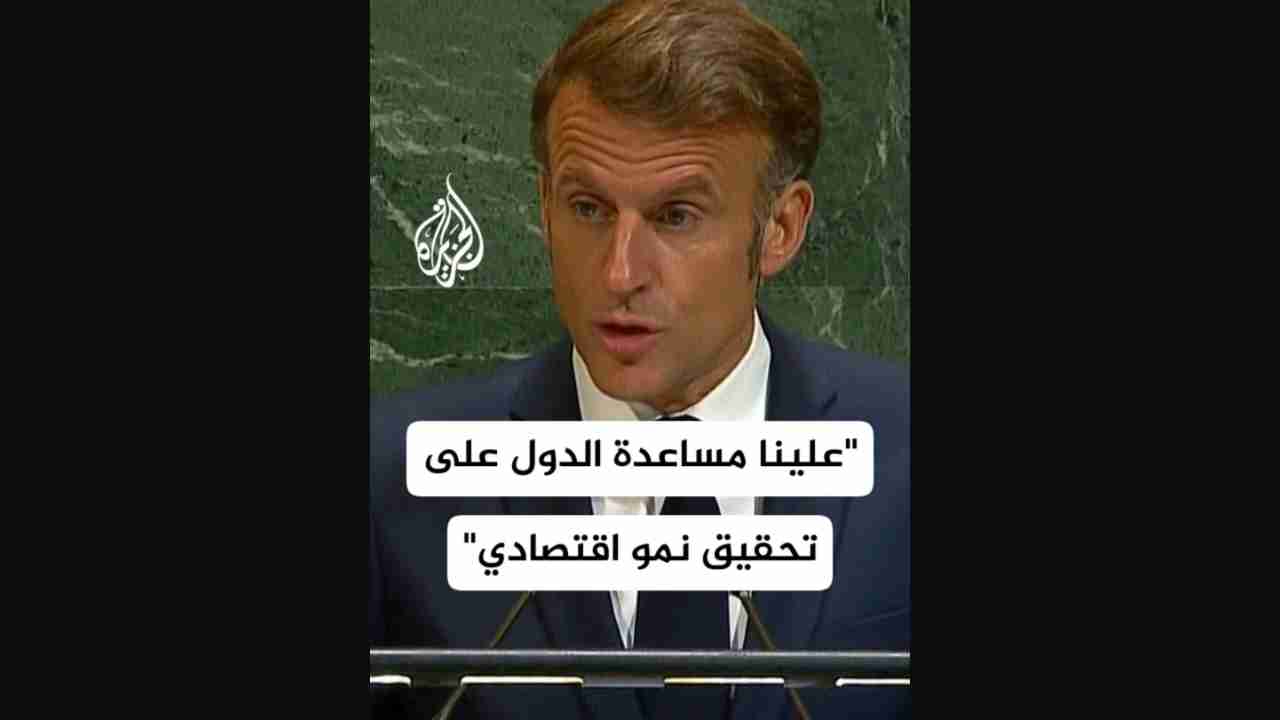 الجزيرة
"علينا مساعدة الدول على
تحقيق نمو اقتصادي"